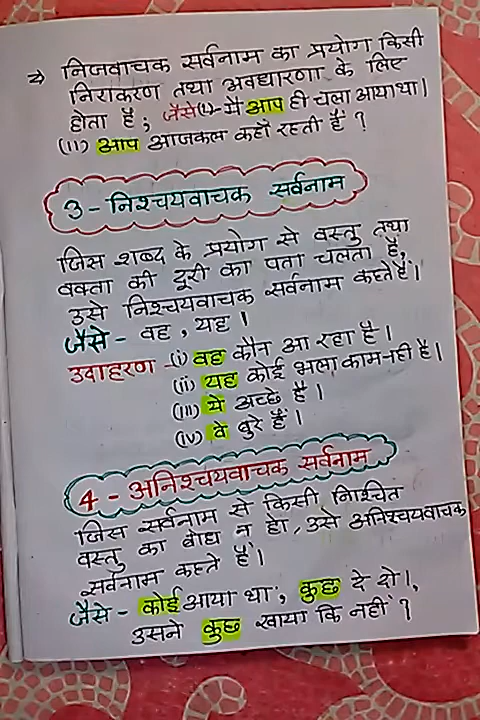 → निजवाचक सर्वनाम का प्रयोग किसी
निराकरण तथा अवधारणा के लिए
होता है; जैसे(i)-मै आप ही चला आया था।
(ii) आप आजकल कहाँ रहती हैं ?
3 - निश्चयवाचक सर्वनाम
जिस शब्द के प्रयोग से वस्तु तथा
वक्ता की दूरी का पता चलता है,
उसे निश्चयवाचक सर्वनाम कहते हैं।
जैसे - वह , यह ।
उदाहरण -(i) वह कौन आ रहा है ।
(ii) यह कोई भला काम नही है ।
(iii) ये अच्छे है ।
(iv) वे बुरे हैं ।
4 - अनिश्चयवाचक सर्वनाम
जिस सर्वनाम से किसी निश्चित
वस्तु का बोध न हो , उसे अनिश्चयवाचक
सर्वनाम कहते हैं ।
जैसे - कोई आया था , कुछ दे दो ।,
उसने कुछ खाया कि नहीं ?